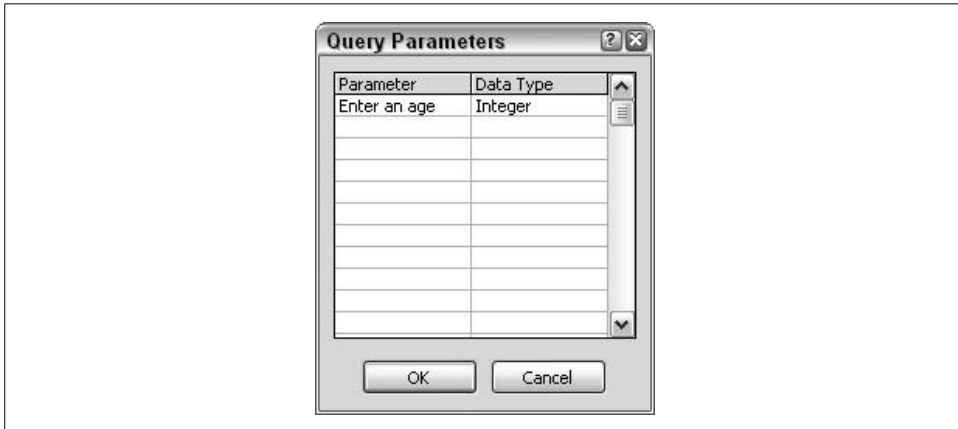 Query Parameters
Parameter Data Type
Enter an age Integer
OK Cancel